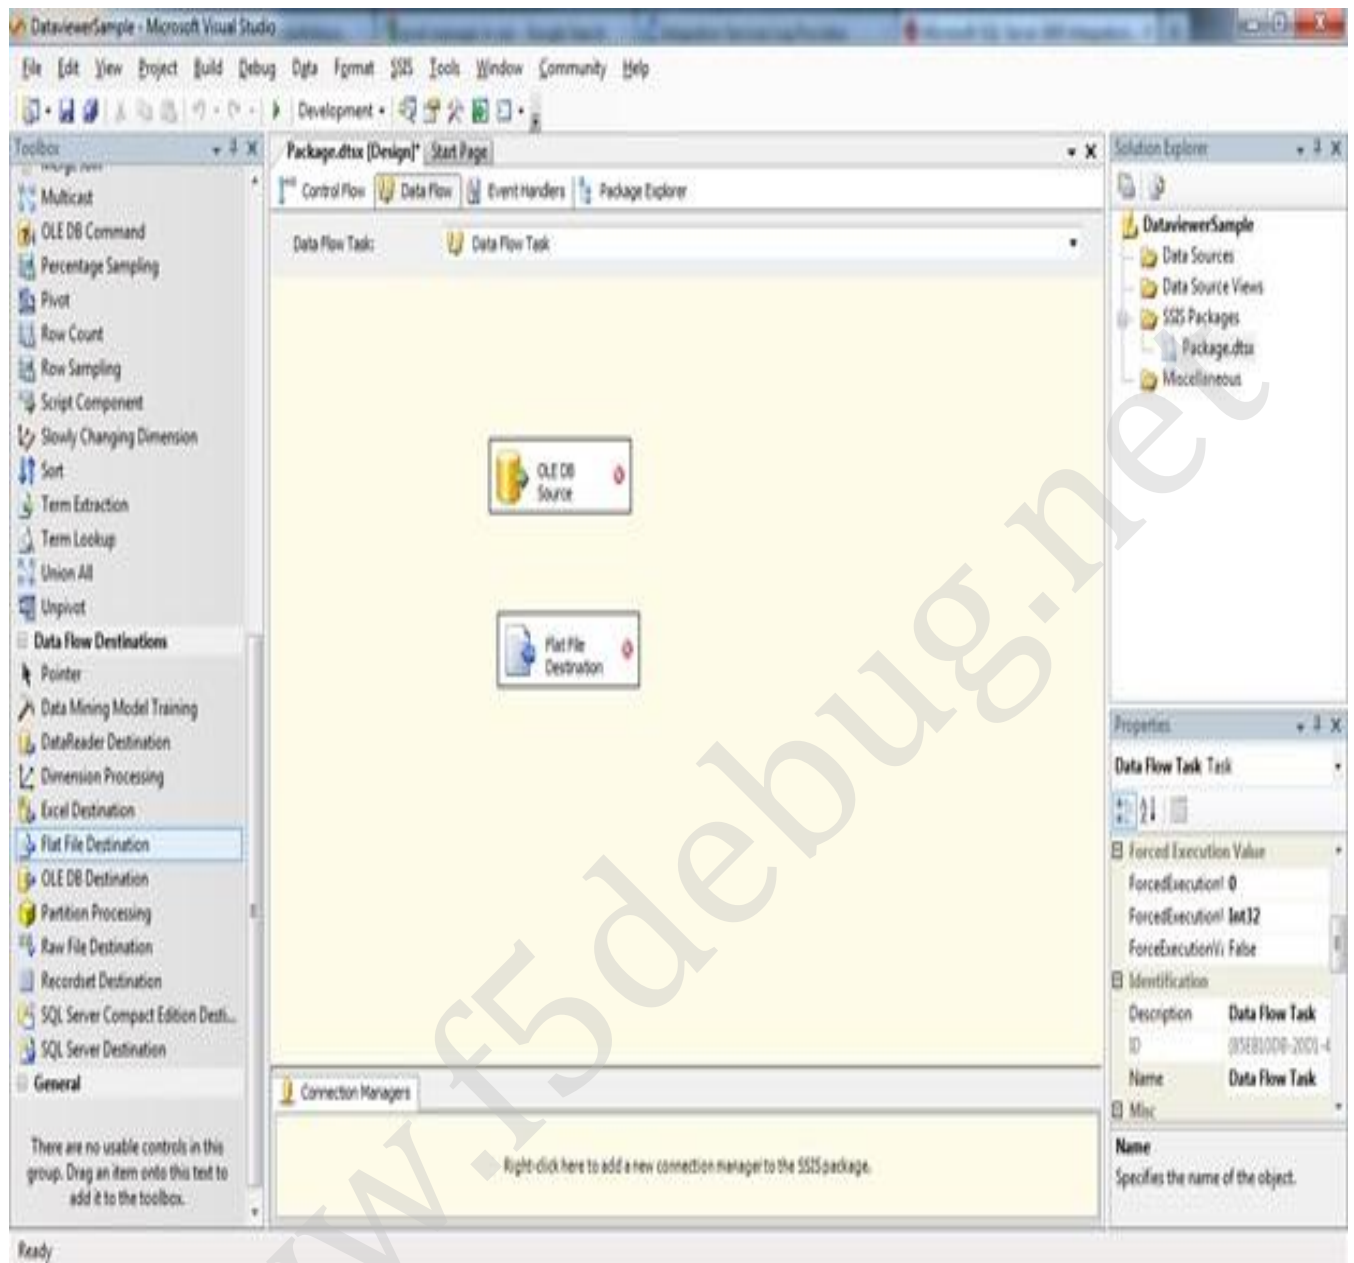 DataviewerSample - Microsoft Visual Studio
File Edit View Project Build Debug Data Format SSIS Tools Window Community Help
Development
Toolbox
Multicast
OLE DB Command
Percentage Sampling
Pivot
Row Count
Row Sampling
Script Component
Slowly Changing Dimension
Sort
Term Extraction
Term Lookup
Union All
Unpivot
Data Flow Destinations
Pointer
Data Mining Model Training
DataReader Destination
Dimension Processing
Excel Destination
Flat File Destination
OLE DB Destination
Partition Processing
Raw File Destination
Recordset Destination
SQL Server Compact Edition Desti...
SQL Server Destination
General
There are no usable controls in this
group. Drag an item onto this text to
add it to the toolbox.
Package.dtsx [Design]* Start Page
Control Flow Data Flow Event Handlers Package Explorer
Data Flow Task: Data Flow Task
OLE DB
Source
Flat File
Destination
Connection Managers
Right-click here to add a new connection manager to the SSIS package.
Solution Explorer
DataviewerSample
Data Sources
Data Source Views
SSIS Packages
Package.dtsx
Miscellaneous
Properties
Data Flow Task Task
Forced Execution Value
ForcedExecution 0
ForcedExecution Int32
ForceExecutionV False
Identification
Description Data Flow Task
ID
Name Data Flow Task
Misc
Name
Specifies the name of the object.
Ready
w.f5debug.net